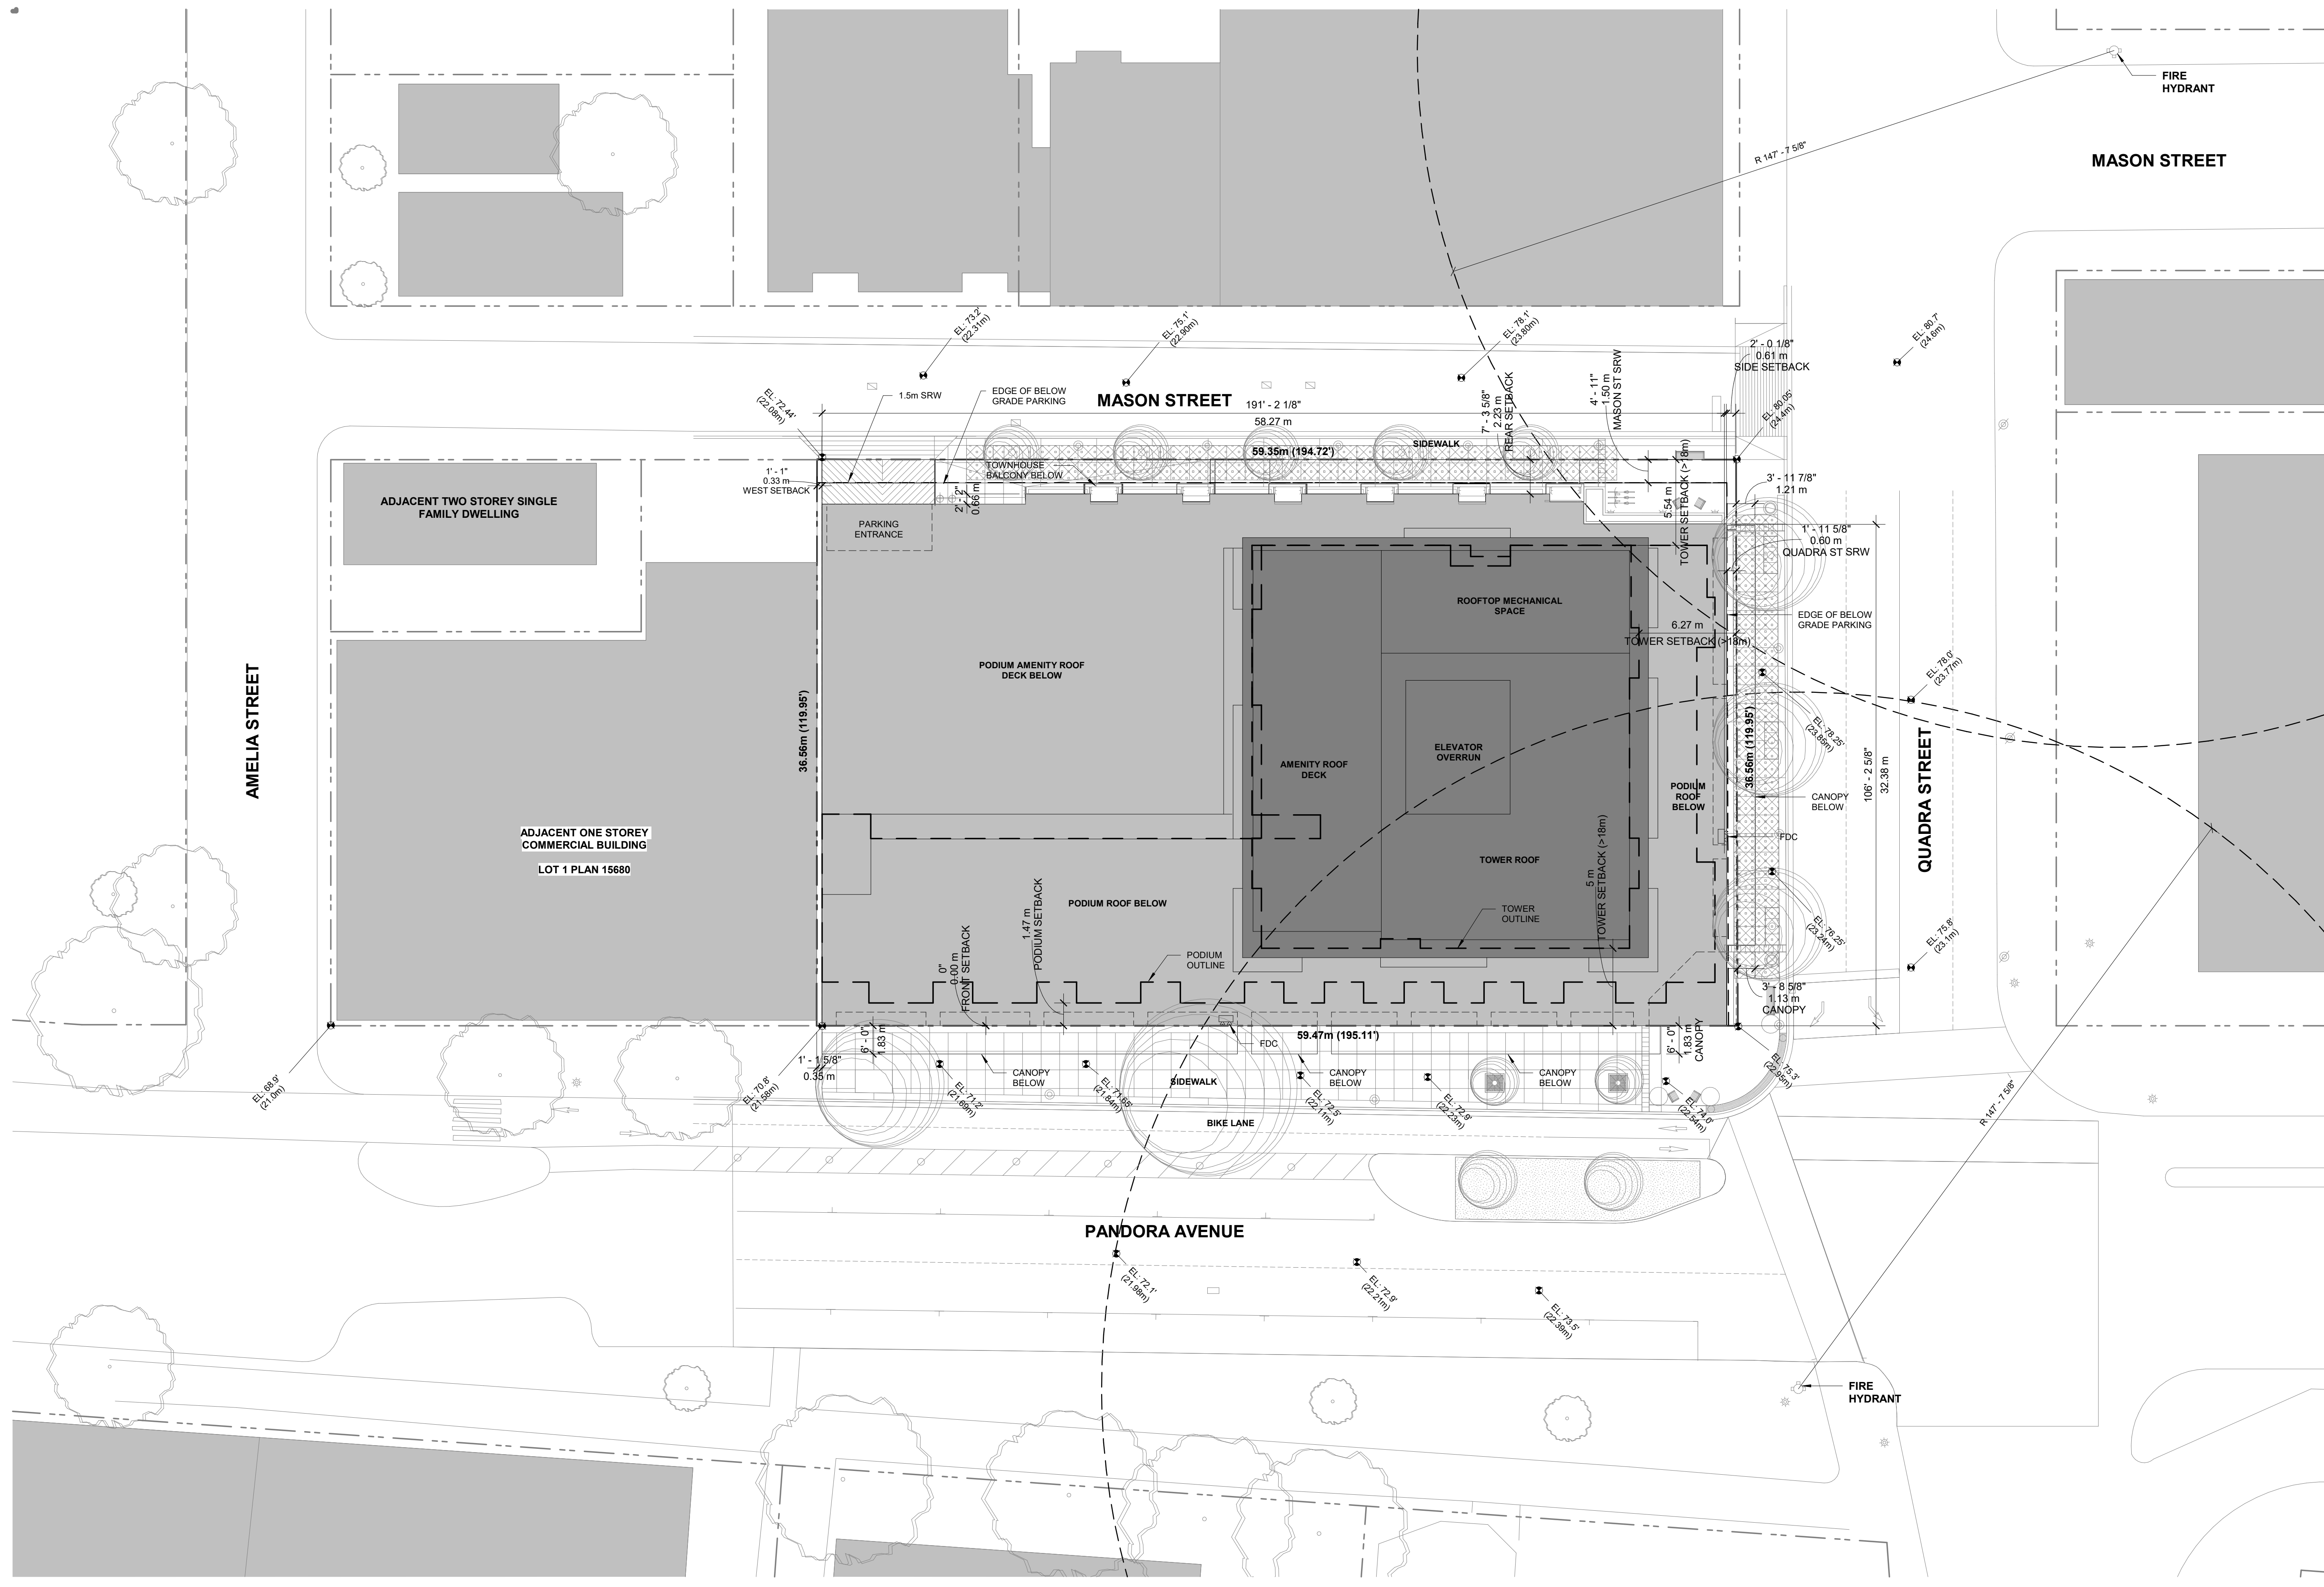 FIRE
HYDRANT
R 147' - 7 5/8"
MASON STREET
EL: 73.2'
(22.31m)
EL: 75.1'
(22.90m)
EL: 78.1'
(23.80m)
EL: 80.7'
(24.6m)
2' - 0 1/8"
0.61 m
SIDE SETBACK
EL: 72.44'
(22.08m)
1.5m SRW
EDGE OF BELOW
GRADE PARKING
MASON STREET
191' - 2 1/8"
58.27 m
7' - 3 5/8"
2.23 m
REAR SETBACK
4' - 11"
1.50 m
MASON ST SRW
EL: 80.05'
(24.4m)
SIDEWALK
59.35m (194.72')
1' - 1"
0.33 m
WEST SETBACK
TOWNHOUSE
BALCONY BELOW
2' - 2"
0.66 m
5.54 m
TOWER SETBACK (>18m)
3' - 11 7/8"
1.21 m
ADJACENT TWO STOREY SINGLE
FAMILY DWELLING
PARKING
ENTRANCE
1' - 11 5/8"
0.60 m
QUADRA ST SRW
ROOFTOP MECHANICAL
SPACE
EDGE OF BELOW
GRADE PARKING
6.27 m
TOWER SETBACK (>18m)
PODIUM AMENITY ROOF
DECK BELOW
EL: 78.0'
(23.77m)
AMELIA STREET
36.56m (119.95')
ELEVATOR
OVERRUN
AMENITY ROOF
DECK
36.56m (119.95')
EL: 78.25'
(23.85m)
PODIUM
ROOF
BELOW
CANOPY
BELOW
106' - 2 5/8"
32.38 m
QUADRA STREET
FDC
ADJACENT ONE STOREY
COMMERCIAL BUILDING
LOT 1 PLAN 15680
TOWER ROOF
5 m
TOWER SETBACK (>18m)
PODIUM ROOF BELOW
TOWER
OUTLINE
1.47 m
PODIUM SETBACK
0"
0.00 m
FRONT SETBACK
PODIUM
OUTLINE
EL: 76.25'
(23.24m)
EL: 75.8'
(23.1m)
3' - 8 5/8"
1.13 m
CANOPY
6' - 0"
1.83 m
FDC
59.47m (195.11')
6' - 0"
1.83 m
CANOPY
1' - 1 5/8"
0.35 m
EL: 68.9'
(21.0m)
EL: 70.8'
(21.58m)
EL: 71.2'
(21.69m)
CANOPY
BELOW
EL: 71.65'
(21.84m)
SIDEWALK
CANOPY
BELOW
EL: 72.5'
(22.11m)
EL: 72.9'
(22.23m)
CANOPY
BELOW
EL: 74.0'
(22.54m)
EL: 75.3'
(22.95m)
BIKE LANE
R 147' - 7 5/8"
PANDORA AVENUE
EL: 72.1'
(21.98m)
EL: 72.9'
(22.21m)
EL: 73.5'
(22.39m)
FIRE
HYDRANT